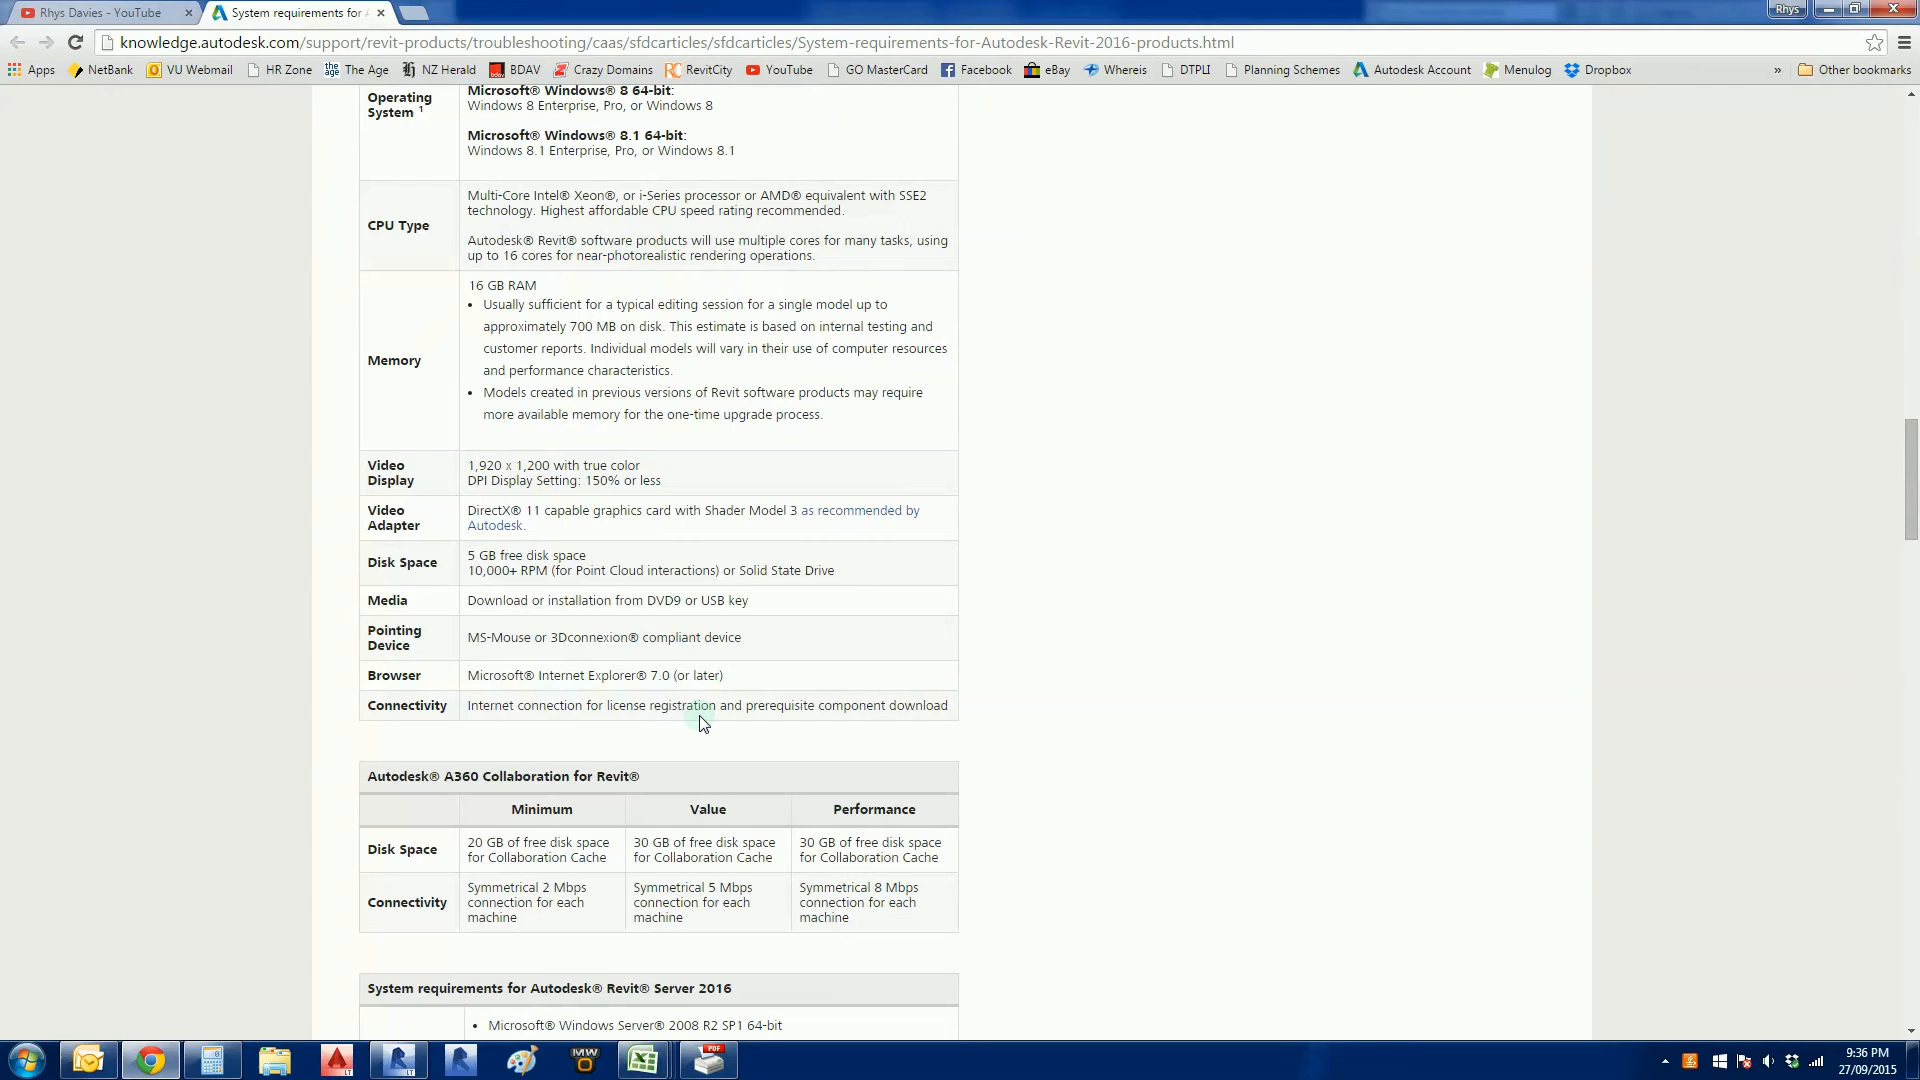 Rhys Davies - YouTube
System requirements for A
Rhys
knowledge.autodesk.com/support/revit-products/troubleshooting/caas/sfdcarticles/sfdcarticles/System-requirements-for-Autodesk-Revit-2016-products.html
Apps NetBank VU Webmail HR Zone The Age NZ Herald BDAV Crazy Domains RevitCity YouTube GO MasterCard Facebook eBay Whereis DTPLI Planning Schemes Autodesk Account Menulog Dropbox » Other bookmarks
Operating System 1
Microsoft® Windows® 8 64-bit:
Windows 8 Enterprise, Pro, or Windows 8
Microsoft® Windows® 8.1 64-bit:
Windows 8.1 Enterprise, Pro, or Windows 8.1
CPU Type
Multi-Core Intel® Xeon®, or i-Series processor or AMD® equivalent with SSE2
technology. Highest affordable CPU speed rating recommended.
Autodesk® Revit® software products will use multiple cores for many tasks, using
up to 16 cores for near-photorealistic rendering operations.
Memory
16 GB RAM
• Usually sufficient for a typical editing session for a single model up to
approximately 700 MB on disk. This estimate is based on internal testing and
customer reports. Individual models will vary in their use of computer resources
and performance characteristics.
• Models created in previous versions of Revit software products may require
more available memory for the one-time upgrade process.
Video
Display
1,920 x 1,200 with true color
DPI Display Setting: 150% or less
Video
Adapter
DirectX® 11 capable graphics card with Shader Model 3 as recommended by
Autodesk.
Disk Space
5 GB free disk space
10,000+ RPM (for Point Cloud interactions) or Solid State Drive
Media
Download or installation from DVD9 or USB key
Pointing
Device
MS-Mouse or 3Dconnexion® compliant device
Browser
Microsoft® Internet Explorer® 7.0 (or later)
Connectivity
Internet connection for license registration and prerequisite component download
Autodesk® A360 Collaboration for Revit®
Minimum Value Performance
Disk Space
20 GB of free disk space
for Collaboration Cache
30 GB of free disk space
for Collaboration Cache
30 GB of free disk space
for Collaboration Cache
Connectivity
Symmetrical 2 Mbps
connection for each
machine
Symmetrical 5 Mbps
connection for each
machine
Symmetrical 8 Mbps
connection for each
machine
System requirements for Autodesk® Revit® Server 2016
• Microsoft® Windows Server® 2008 R2 SP1 64-bit
LT
LT
MW
PDF
9:36 PM
27/09/2015